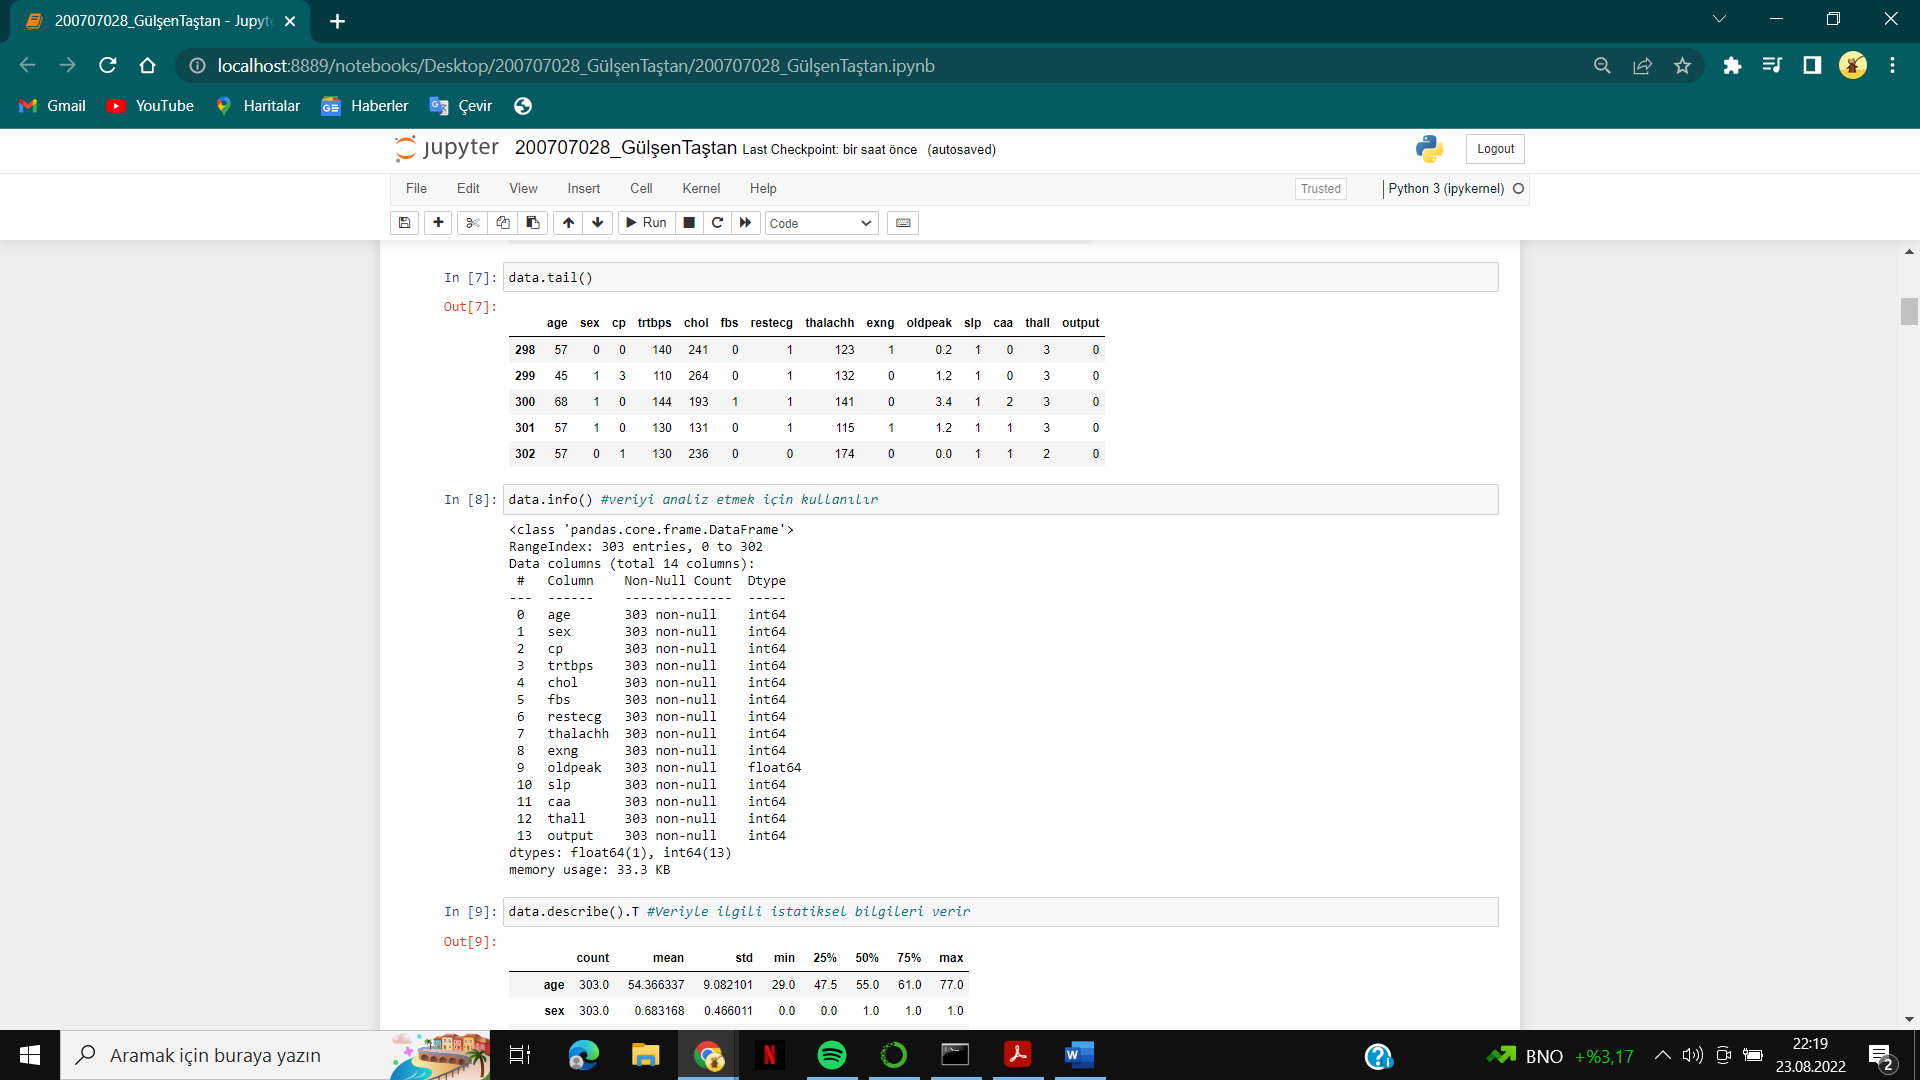 200707028_GülşenTaştan - Jupyte
localhost:8889/notebooks/Desktop/200707028_GülşenTaştan/200707028_GülşenTaştan.ipynb
Gmail YouTube Haritalar Haberler Çevir
jupyter 200707028_GülşenTaştan Last Checkpoint: bir saat önce (autosaved) Logout
File Edit View Insert Cell Kernel Help Trusted Python 3 (ipykernel)
Run Code
In [7]: data.tail()
Out[7]:
age sex cp trtbps chol fbs restecg thalachh exng oldpeak slp caa thall output
298 57 0 0 140 241 0 1 123 1 0.2 1 0 3 0
299 45 1 3 110 264 0 1 132 0 1.2 1 0 3 0
300 68 1 0 144 193 1 1 141 0 3.4 1 2 3 0
301 57 1 0 130 131 0 1 115 1 1.2 1 1 3 0
302 57 0 1 130 236 0 0 174 0 0.0 1 1 2 0
In [8]: data.info() #veriyi analiz etmek için kullanılır
<class 'pandas.core.frame.DataFrame'>
RangeIndex: 303 entries, 0 to 302
Data columns (total 14 columns):
# Column Non-Null Count Dtype
--- ------ -------------- -----
0 age 303 non-null int64
1 sex 303 non-null int64
2 cp 303 non-null int64
3 trtbps 303 non-null int64
4 chol 303 non-null int64
5 fbs 303 non-null int64
6 restecg 303 non-null int64
7 thalachh 303 non-null int64
8 exng 303 non-null int64
9 oldpeak 303 non-null float64
10 slp 303 non-null int64
11 caa 303 non-null int64
12 thall 303 non-null int64
13 output 303 non-null int64
dtypes: float64(1), int64(13)
memory usage: 33.3 KB
In [9]: data.describe().T #Veriyle ilgili istatiksel bilgileri verir
Out[9]:
count mean std min 25% 50% 75% max
age 303.0 54.366337 9.082101 29.0 47.5 55.0 61.0 77.0
sex 303.0 0.683168 0.466011 0.0 0.0 1.0 1.0 1.0
Aramak için buraya yazın
BNO +%3,17
22:19
23.08.2022
2